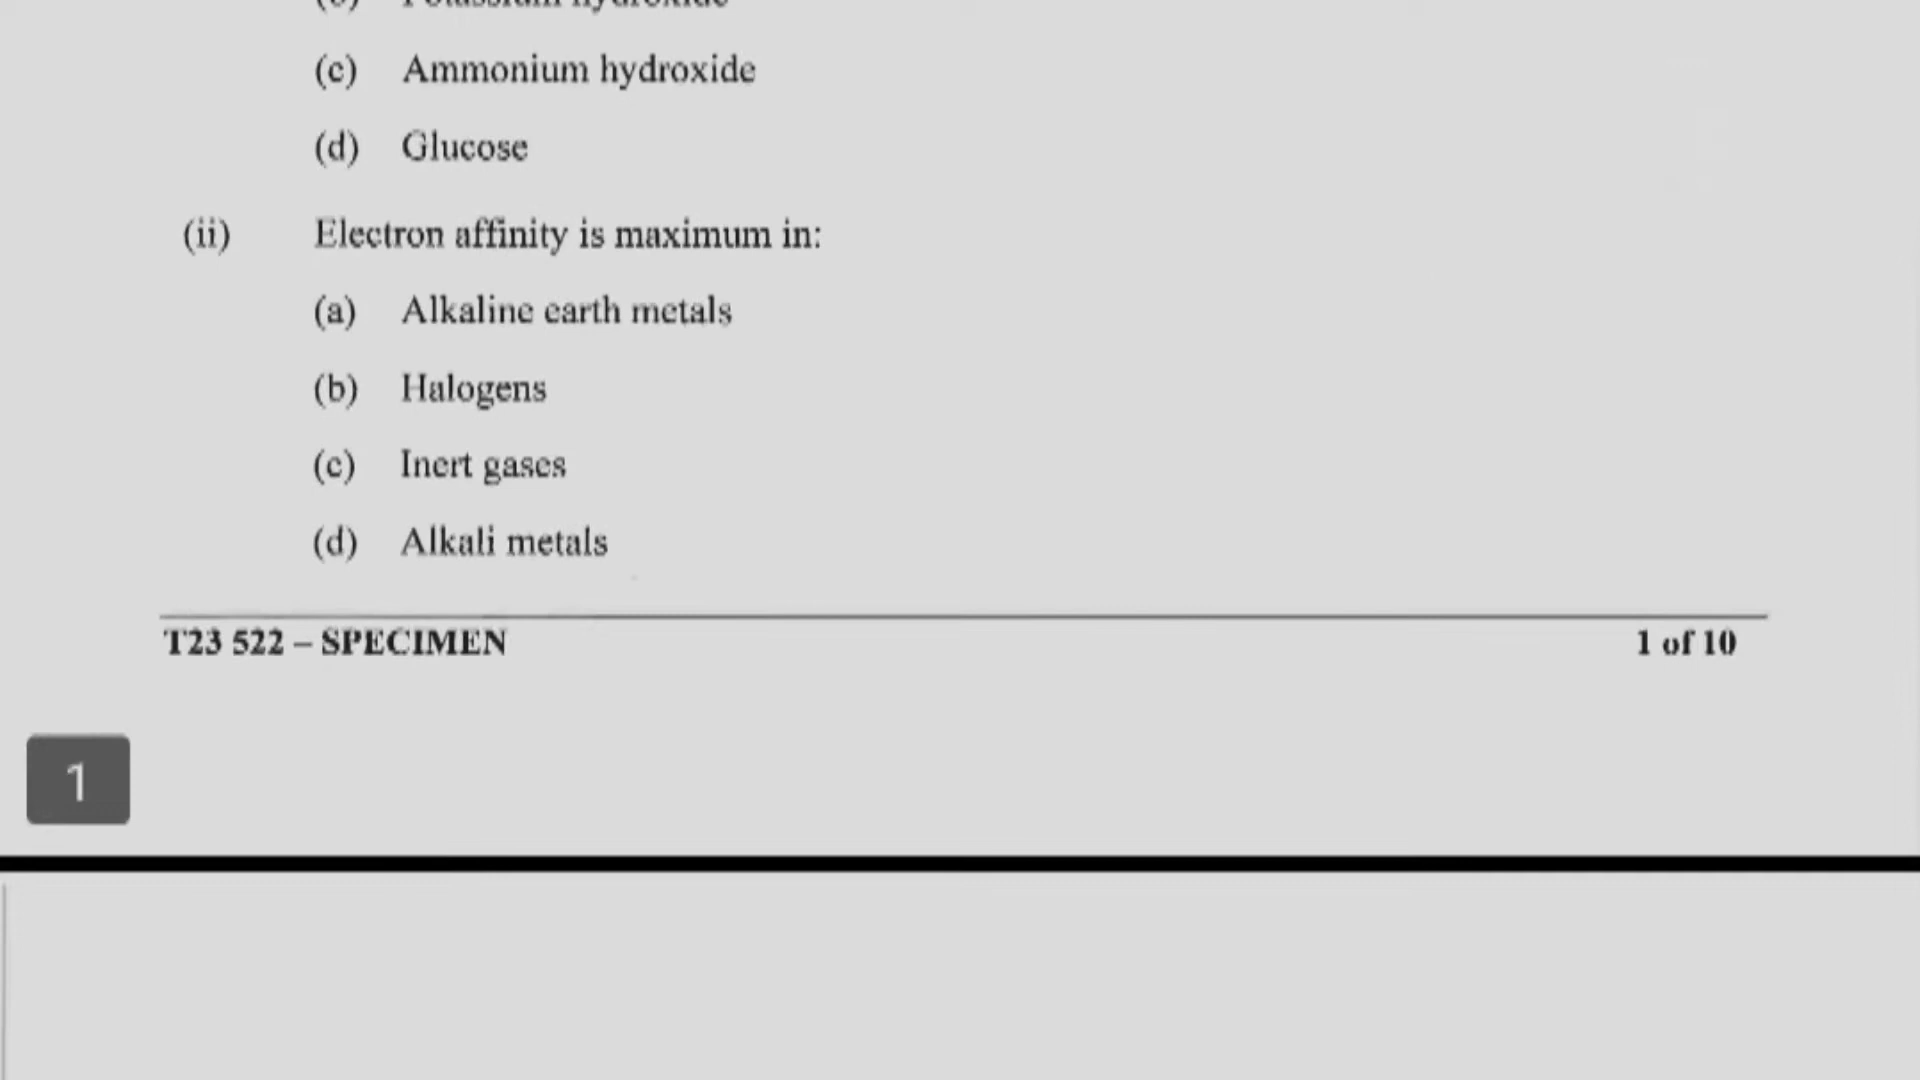 (c) Ammonium hydroxide
(d) Glucose
(ii) Electron affinity is maximum in:
(a) Alkaline earth metals
(b) Halogens
(c) Inert gases
(d) Alkali metals
T23 522 – SPECIMEN 1 of 10
1